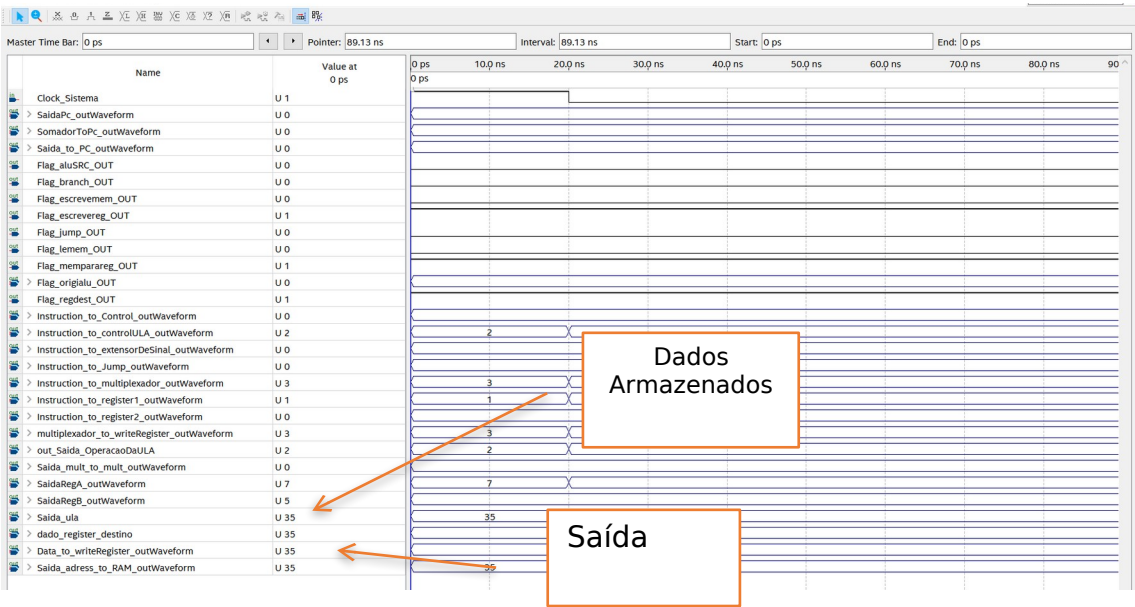 Master Time Bar: 0 ps Pointer: 89.13 ns Interval: 89.13 ns Start: 0 ps End: 0 ps
Name Value at 0 ps
0 ps 10.0 ns 20.0 ns 30.0 ns 40.0 ns 50.0 ns 60.0 ns 70.0 ns 80.0 ns 90
0 ps
Clock_Sistema U 1
SaidaPc_outWaveform U 0
SomadorToPc_outWaveform U 0
Saida_to_PC_outWaveform U 0
Flag_aluSRC_OUT U 0
Flag_branch_OUT U 0
Flag_escrevemem_OUT U 0
Flag_escrevereg_OUT U 1
Flag_jump_OUT U 0
Flag_lemem_OUT U 0
Flag_memparareg_OUT U 1
Flag_origialu_OUT U 0
Flag_regdest_OUT U 1
Instruction_to_Control_outWaveform U 0
Instruction_to_controlULA_outWaveform U 2 2
Instruction_to_extensorDeSinal_outWaveform U 0
Instruction_to_Jump_outWaveform U 0
Instruction_to_multiplexador_outWaveform U 3 3
Instruction_to_register1_outWaveform U 1 1
Instruction_to_register2_outWaveform U 0
multiplexador_to_writeRegister_outWaveform U 3 3
out_Saida_OperacaoDaULA U 2 2
Saida_mult_to_mult_outWaveform U 0
SaidaRegA_outWaveform U 7 7
SaidaRegB_outWaveform U 5
Saida_ula U 35 35
dado_register_destino U 35
Data_to_writeRegister_outWaveform U 35
Saida_adress_to_RAM_outWaveform U 35 35
Dados
Armazenados
Saída